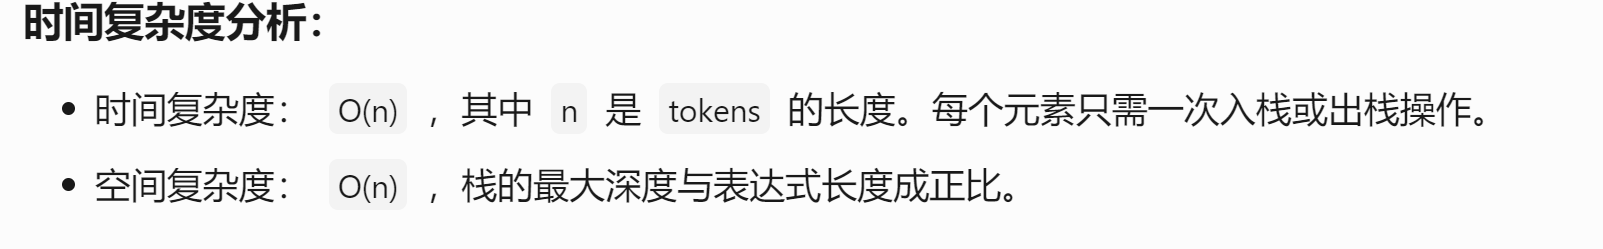 时间复杂度分析：
• 时间复杂度： O(n) ，其中 n 是 tokens 的长度。每个元素只需一次入栈或出栈操作。
• 空间复杂度： O(n) ，栈的最大深度与表达式长度成正比。